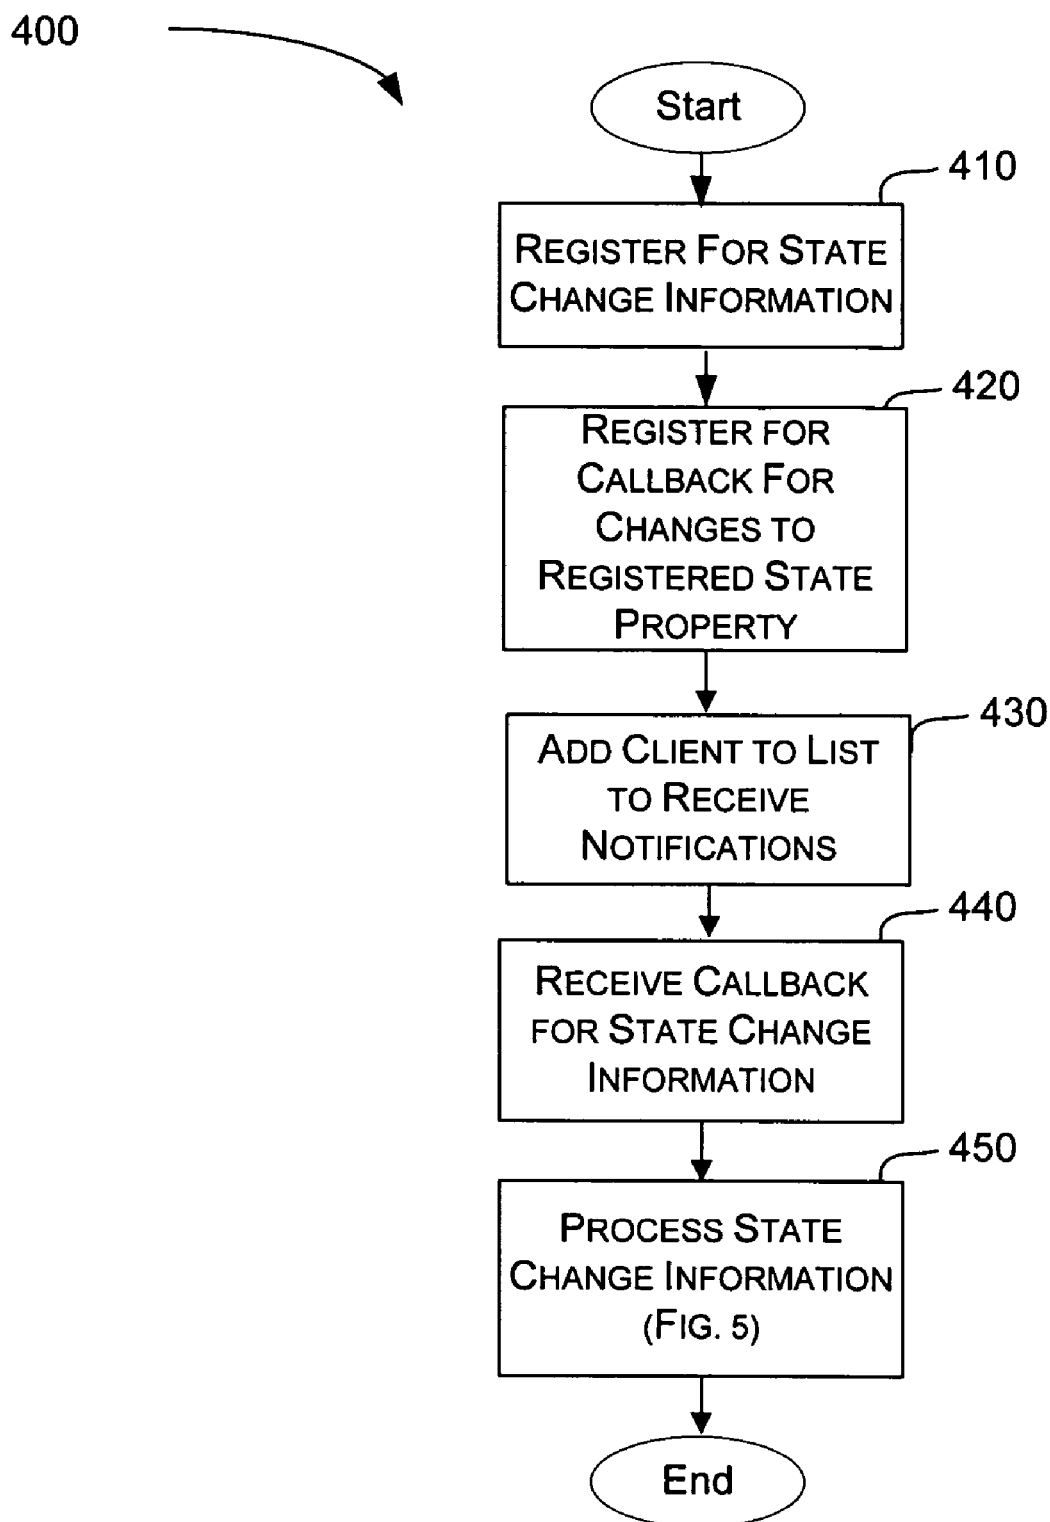 400
Start
410
REGISTER FOR STATE
CHANGE INFORMATION
420
REGISTER FOR
CALLBACK FOR
CHANGES TO
REGISTERED STATE
PROPERTY
430
ADD CLIENT TO LIST
TO RECEIVE
NOTIFICATIONS
440
RECEIVE CALLBACK
FOR STATE CHANGE
INFORMATION
450
PROCESS STATE
CHANGE INFORMATION
(FIG. 5)
End